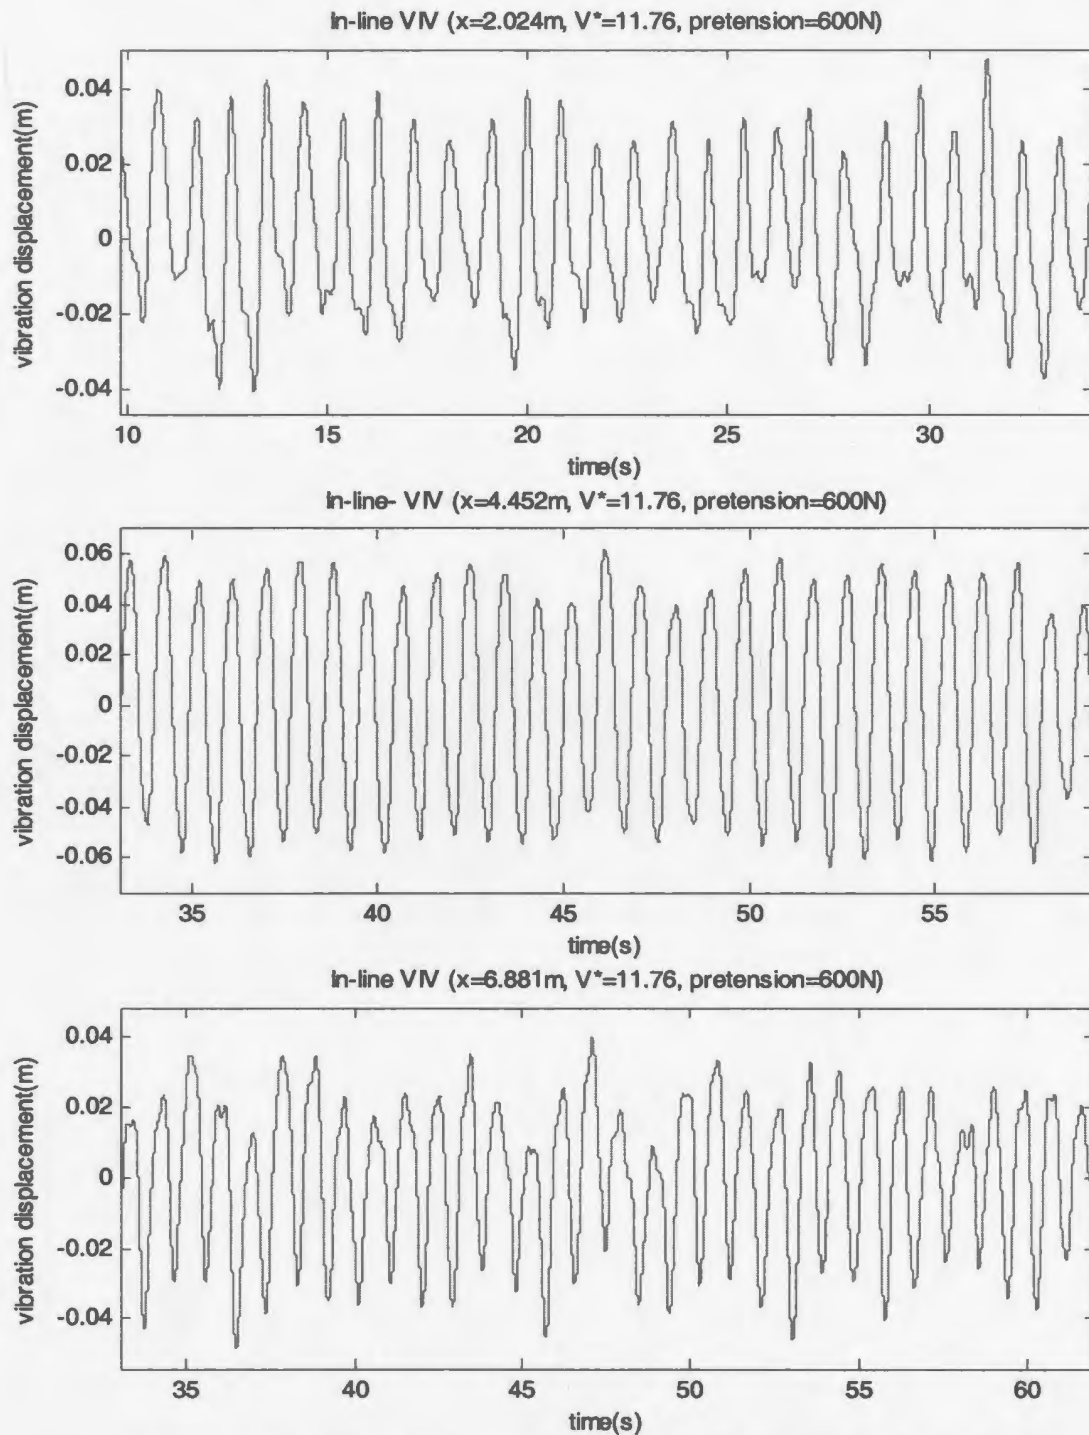 In-line VIV (x=2.024m, V*=11.76, pretension=600N)
0.04
0.02
0
-0.02
-0.04
vibration displacement(m)
10 15 20 25 30
time(s)
In-line- VIV (x=4.452m, V*=11.76, pretension=600N)
0.06
0.04
0.02
0
-0.02
-0.04
-0.06
vibration displacement(m)
35 40 45 50 55
time(s)
In-line VIV (x=6.881m, V*=11.76, pretension=600N)
0.04
0.02
0
-0.02
-0.04
vibration displacement(m)
35 40 45 50 55 60
time(s)